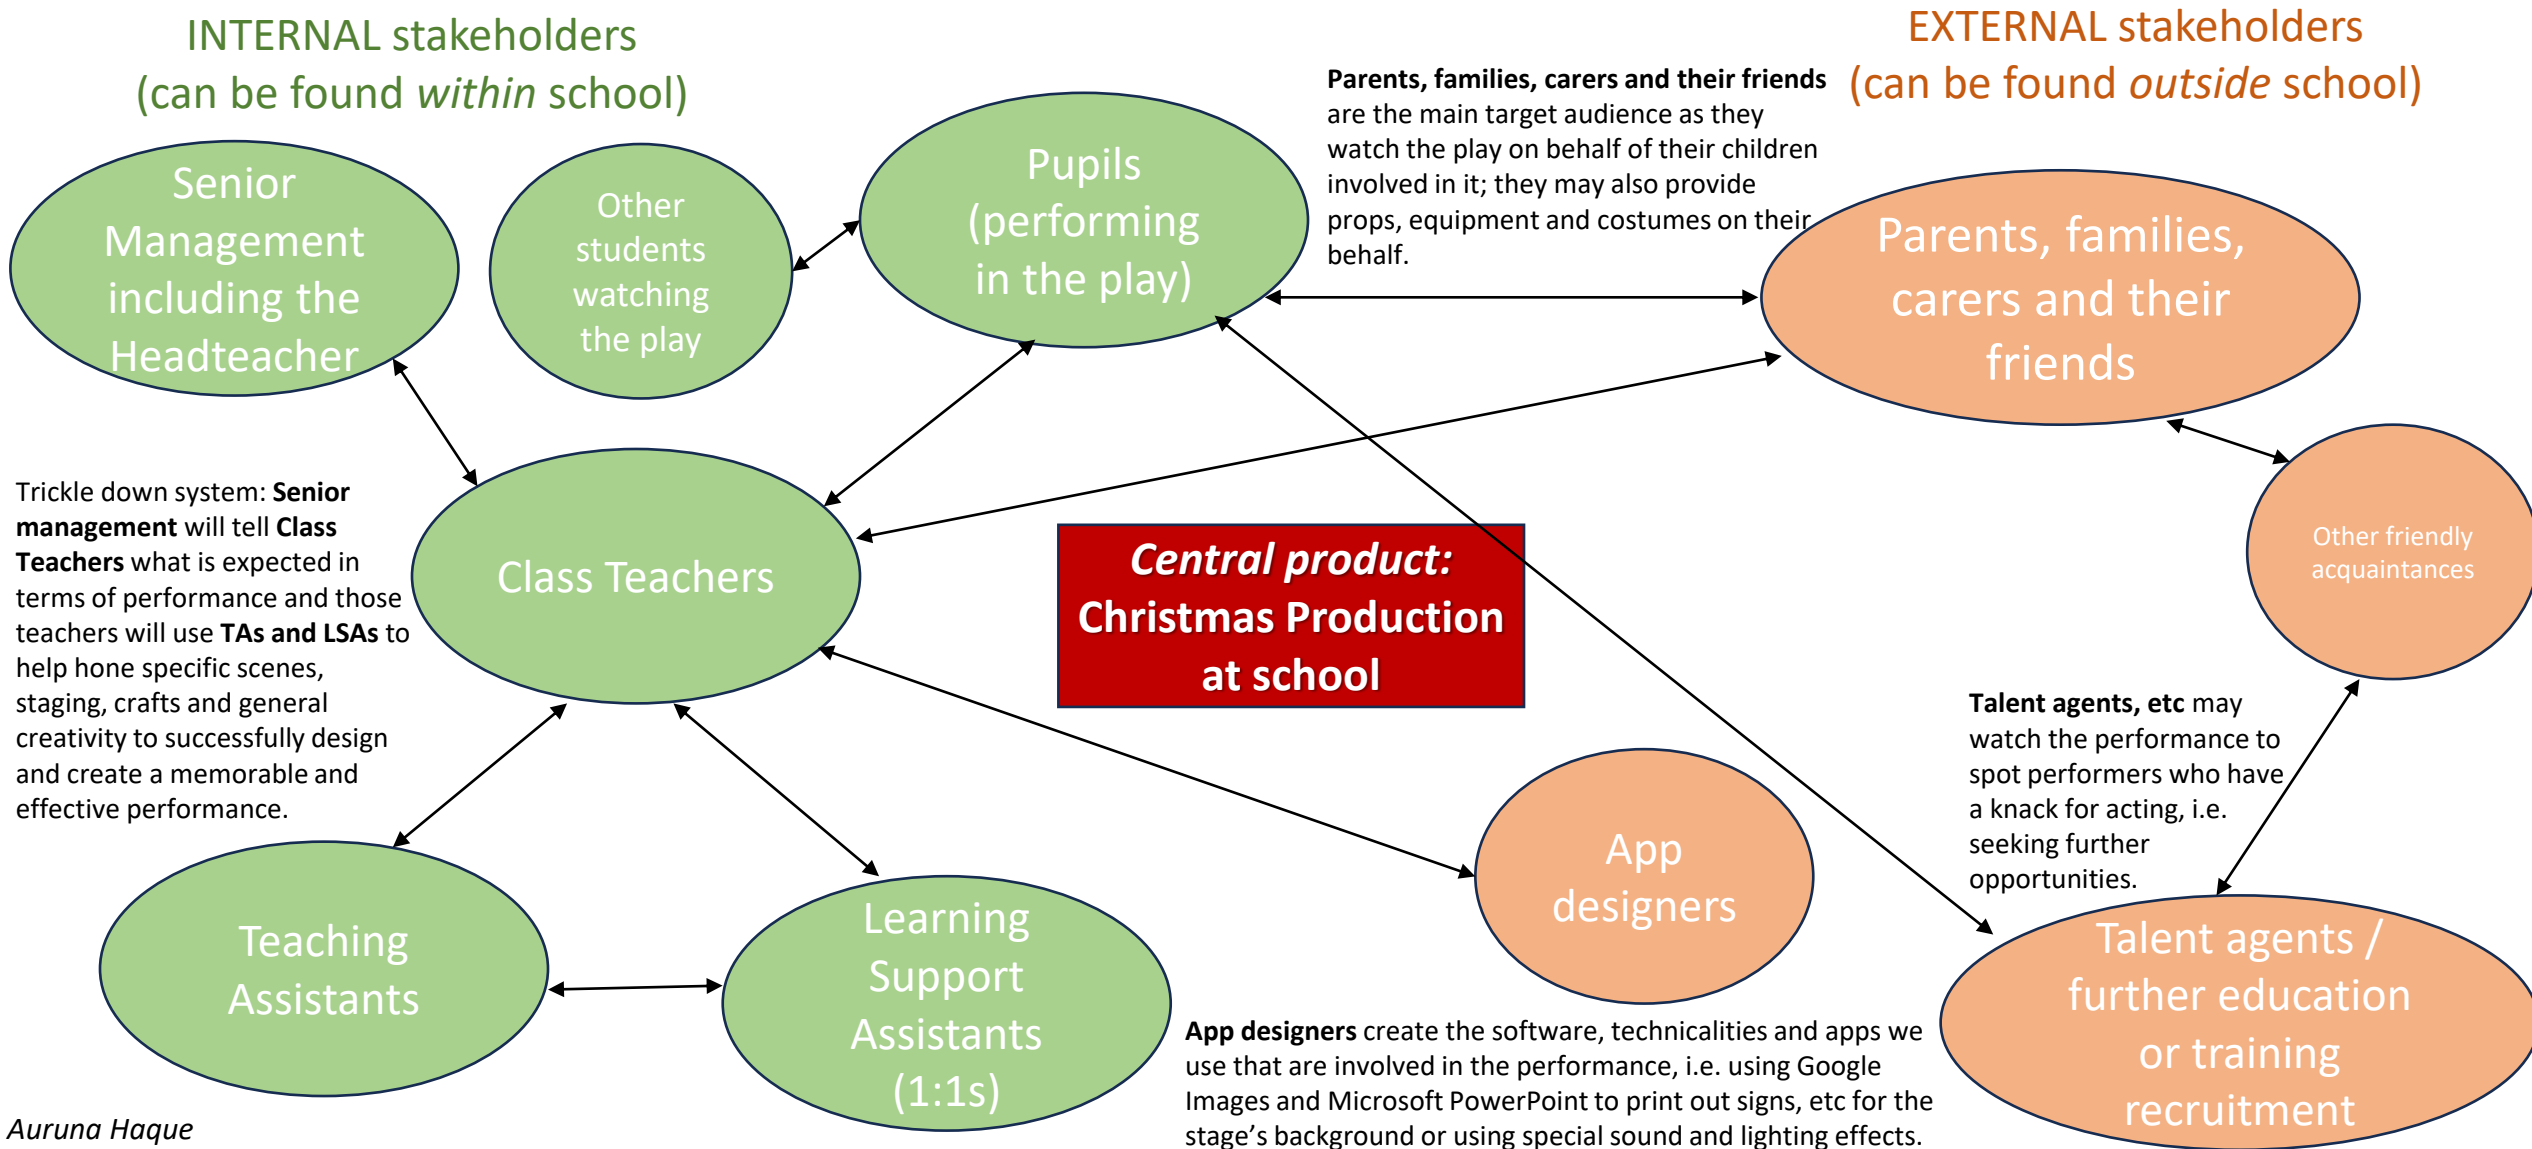 INTERNAL stakeholders
(can be found within school)
EXTERNAL stakeholders
(can be found outside school)
Parents, families, carers and their friends
are the main target audience as they
watch the play on behalf of their children
involved in it; they may also provide
props, equipment and costumes on their
behalf.
Senior
Management
including the
Headteacher
Other
students
watching
the play
Pupils
(performing
in the play)
Parents, families,
carers and their
friends
Trickle down system: Senior
management will tell Class
Teachers what is expected in
terms of performance and those
teachers will use TAs and LSAs to
help hone specific scenes,
staging, crafts and general
creativity to successfully design
and create a memorable and
effective performance.
Class Teachers
Central product:
Christmas Production
at school
Other friendly
acquaintances
Talent agents, etc may
watch the performance to
spot performers who have
a knack for acting, i.e.
seeking further
opportunities.
App
designers
Teaching
Assistants
Learning
Support
Assistants
(1:1s)
Talent agents /
further education
or training
recruitment
App designers create the software, technicalities and apps we
use that are involved in the performance, i.e. using Google
Images and Microsoft PowerPoint to print out signs, etc for the
stage's background or using special sound and lighting effects.
Auruna Haque